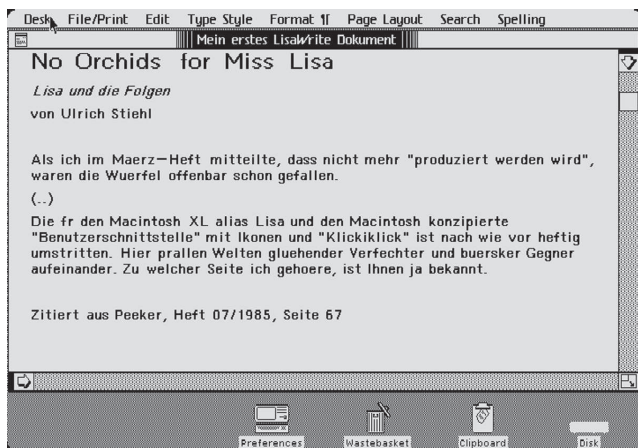 Desk File/Print Edit Type Style Format ¶ Page Layout Search Spelling
Mein erstes LisaWrite Dokument
No Orchids for Miss Lisa
Lisa und die Folgen
von Ulrich Stiehl
Als ich im Maerz-Heft mitteilte, dass nicht mehr "produziert werden wird",
waren die Wuerfel offenbar schon gefallen.
(..)
Die fr den Macintosh XL alias Lisa und den Macintosh konzipierte
"Benutzerschnittstelle" mit Ikonen und "Klickiklick" ist nach wie vor heftig
umstritten. Hier prallen Welten gluehender Verfechter und buersker Gegner
aufeinander. Zu welcher Seite ich gehoere, ist Ihnen ja bekannt.
Zitiert aus Peeker, Heft 07/1985, Seite 67
Preferences Wastebasket Clipboard Disk